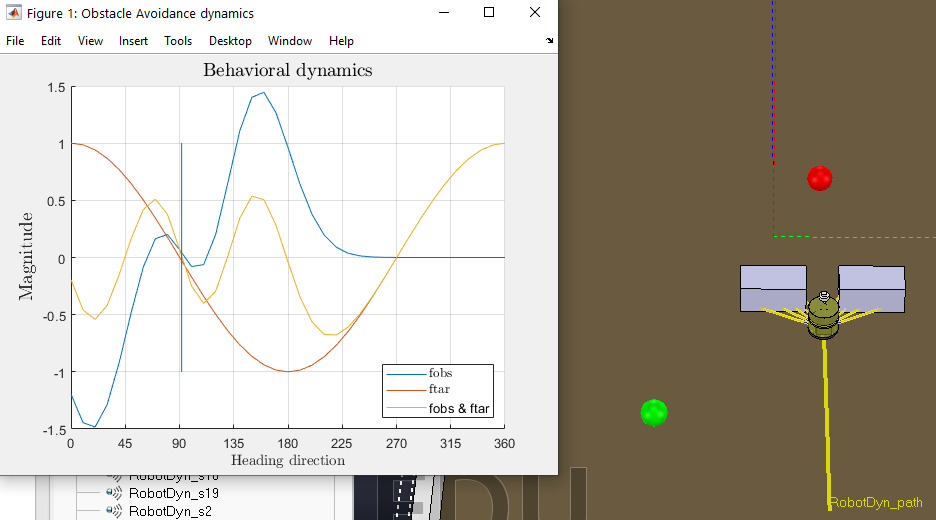 Figure 1: Obstacle Avoidance dynamics
File Edit View Insert Tools Desktop Window Help
Behavioral dynamics
Magnitude
1.5
1
0.5
0
-0.5
-1
-1.5
0 45 90 135 180 225 270 315 360
Heading direction
fobs
ftar
fobs & ftar
RobotDyn_s19
RobotDyn_s2
RobotDyn_path